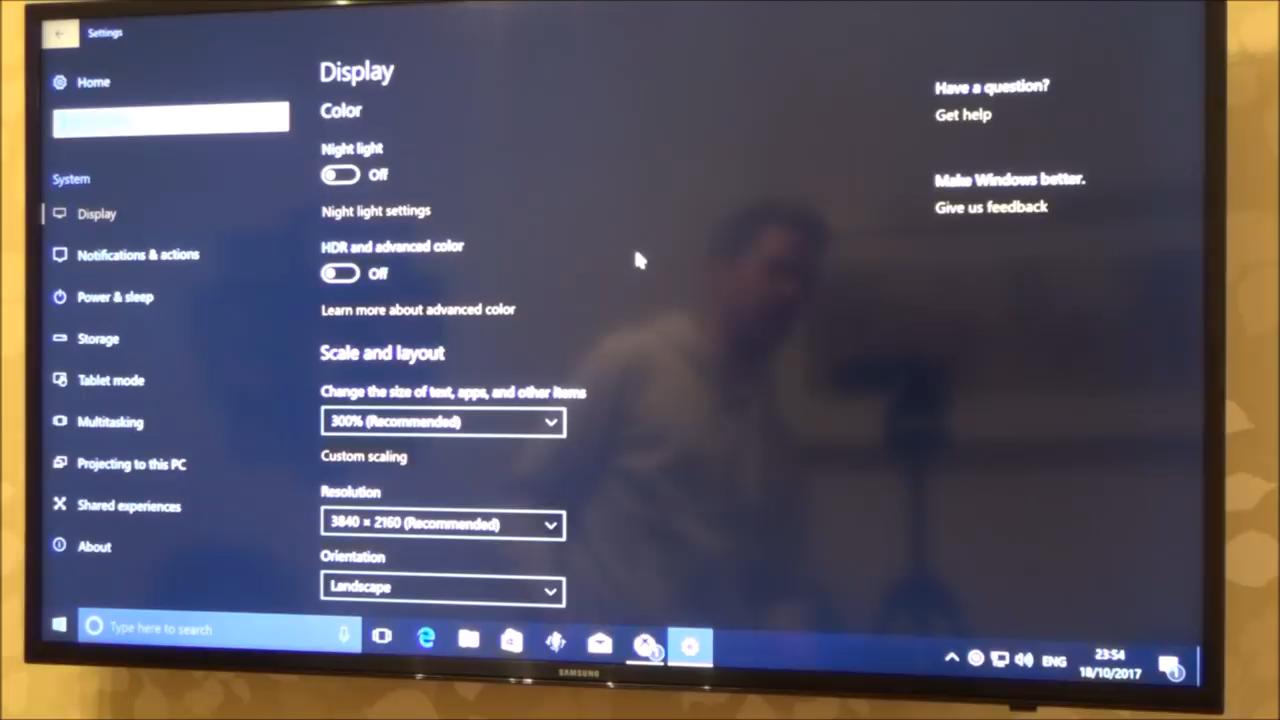 Settings
Home
System
Display
Notifications & actions
Power & sleep
Storage
Tablet mode
Multitasking
Projecting to this PC
Shared experiences
About
Display
Color
Night light
Off
Night light settings
HDR and advanced color
Off
Learn more about advanced color
Scale and layout
Change the size of text, apps, and other items
300% (Recommended)
Custom scaling
Resolution
3840 × 2160 (Recommended)
Orientation
Landscape
Have a question?
Get help
Make Windows better.
Give us feedback
Type here to search
ENG
23:54
18/10/2017
1
SAMSUNG